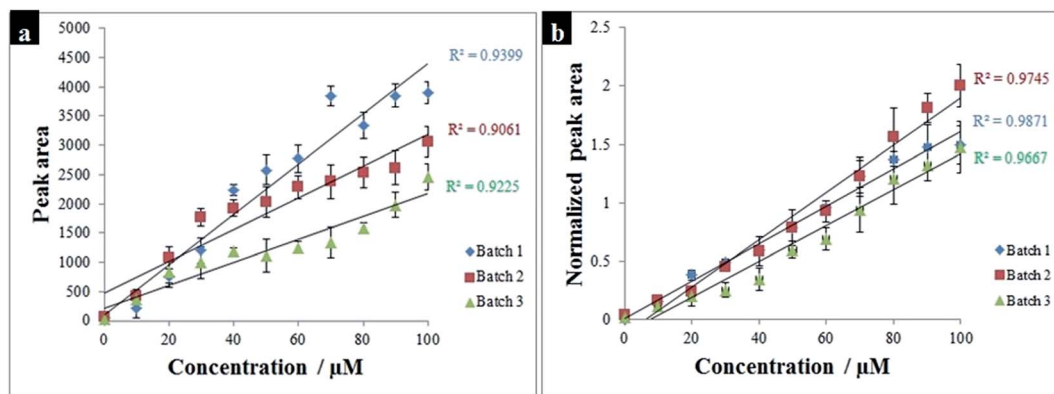 a
Peak area
5000
4500
4000
3500
3000
2500
2000
1500
1000
500
0
0 20 40 60 80 100
Concentration / μM
R² = 0.9399
R² = 0.9061
R² = 0.9225
Batch 1
Batch 2
Batch 3
b
Normalized peak area
2.5
2
1.5
1
0.5
0
0 20 40 60 80 100
Concentration / μM
R² = 0.9745
R² = 0.9871
R² = 0.9667
Batch 1
Batch 2
Batch 3